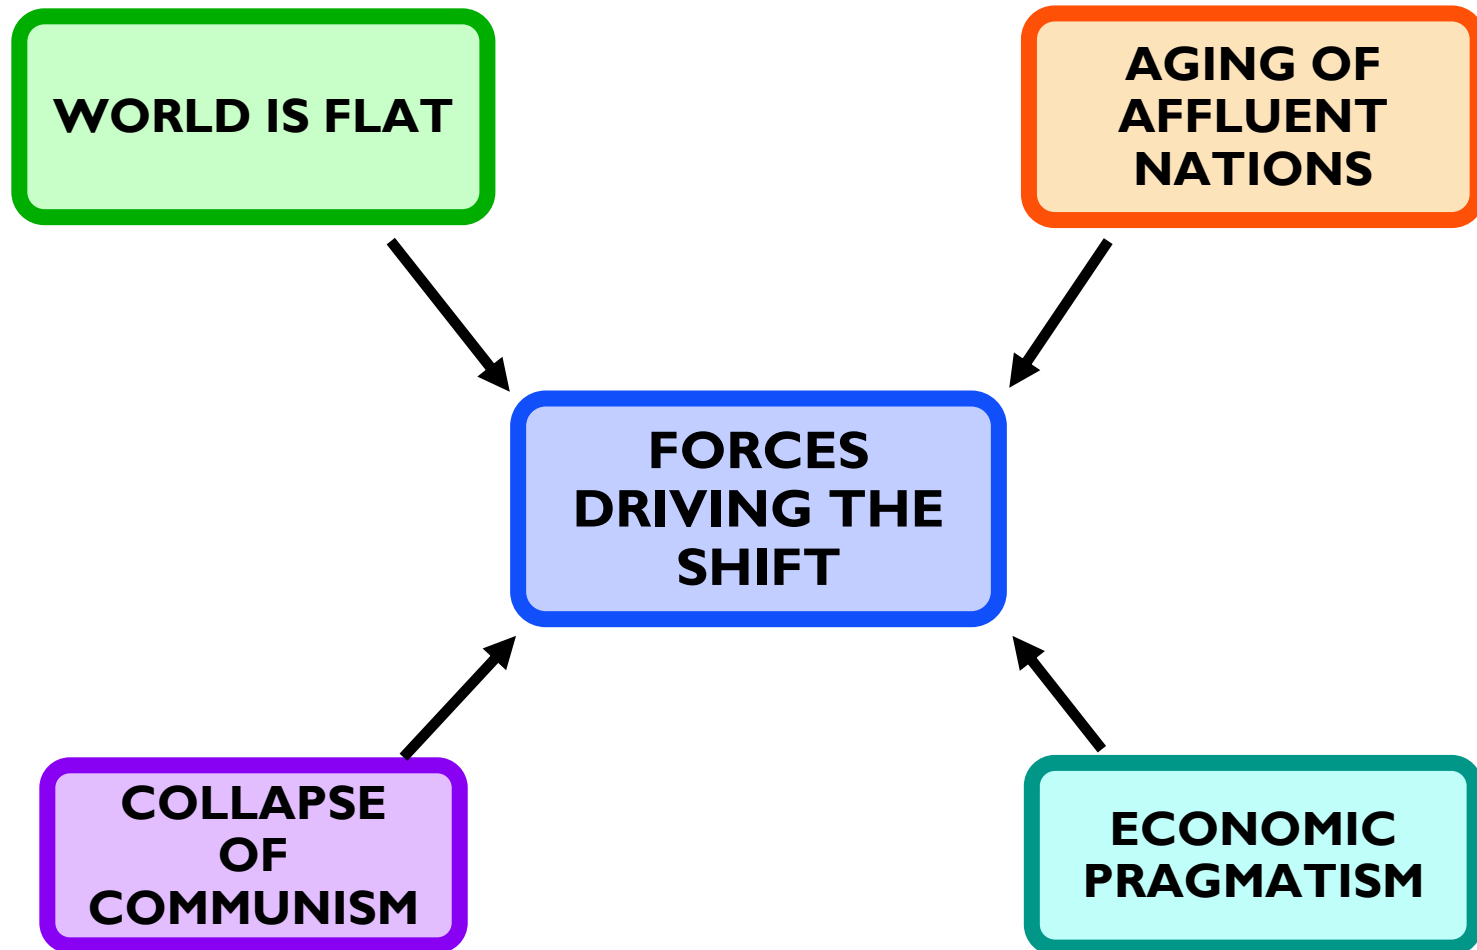 WORLD IS FLAT
AGING OF
AFFLUENT
NATIONS
FORCES
DRIVING THE
SHIFT
COLLAPSE
OF
COMMUNISM
ECONOMIC
PRAGMATISM